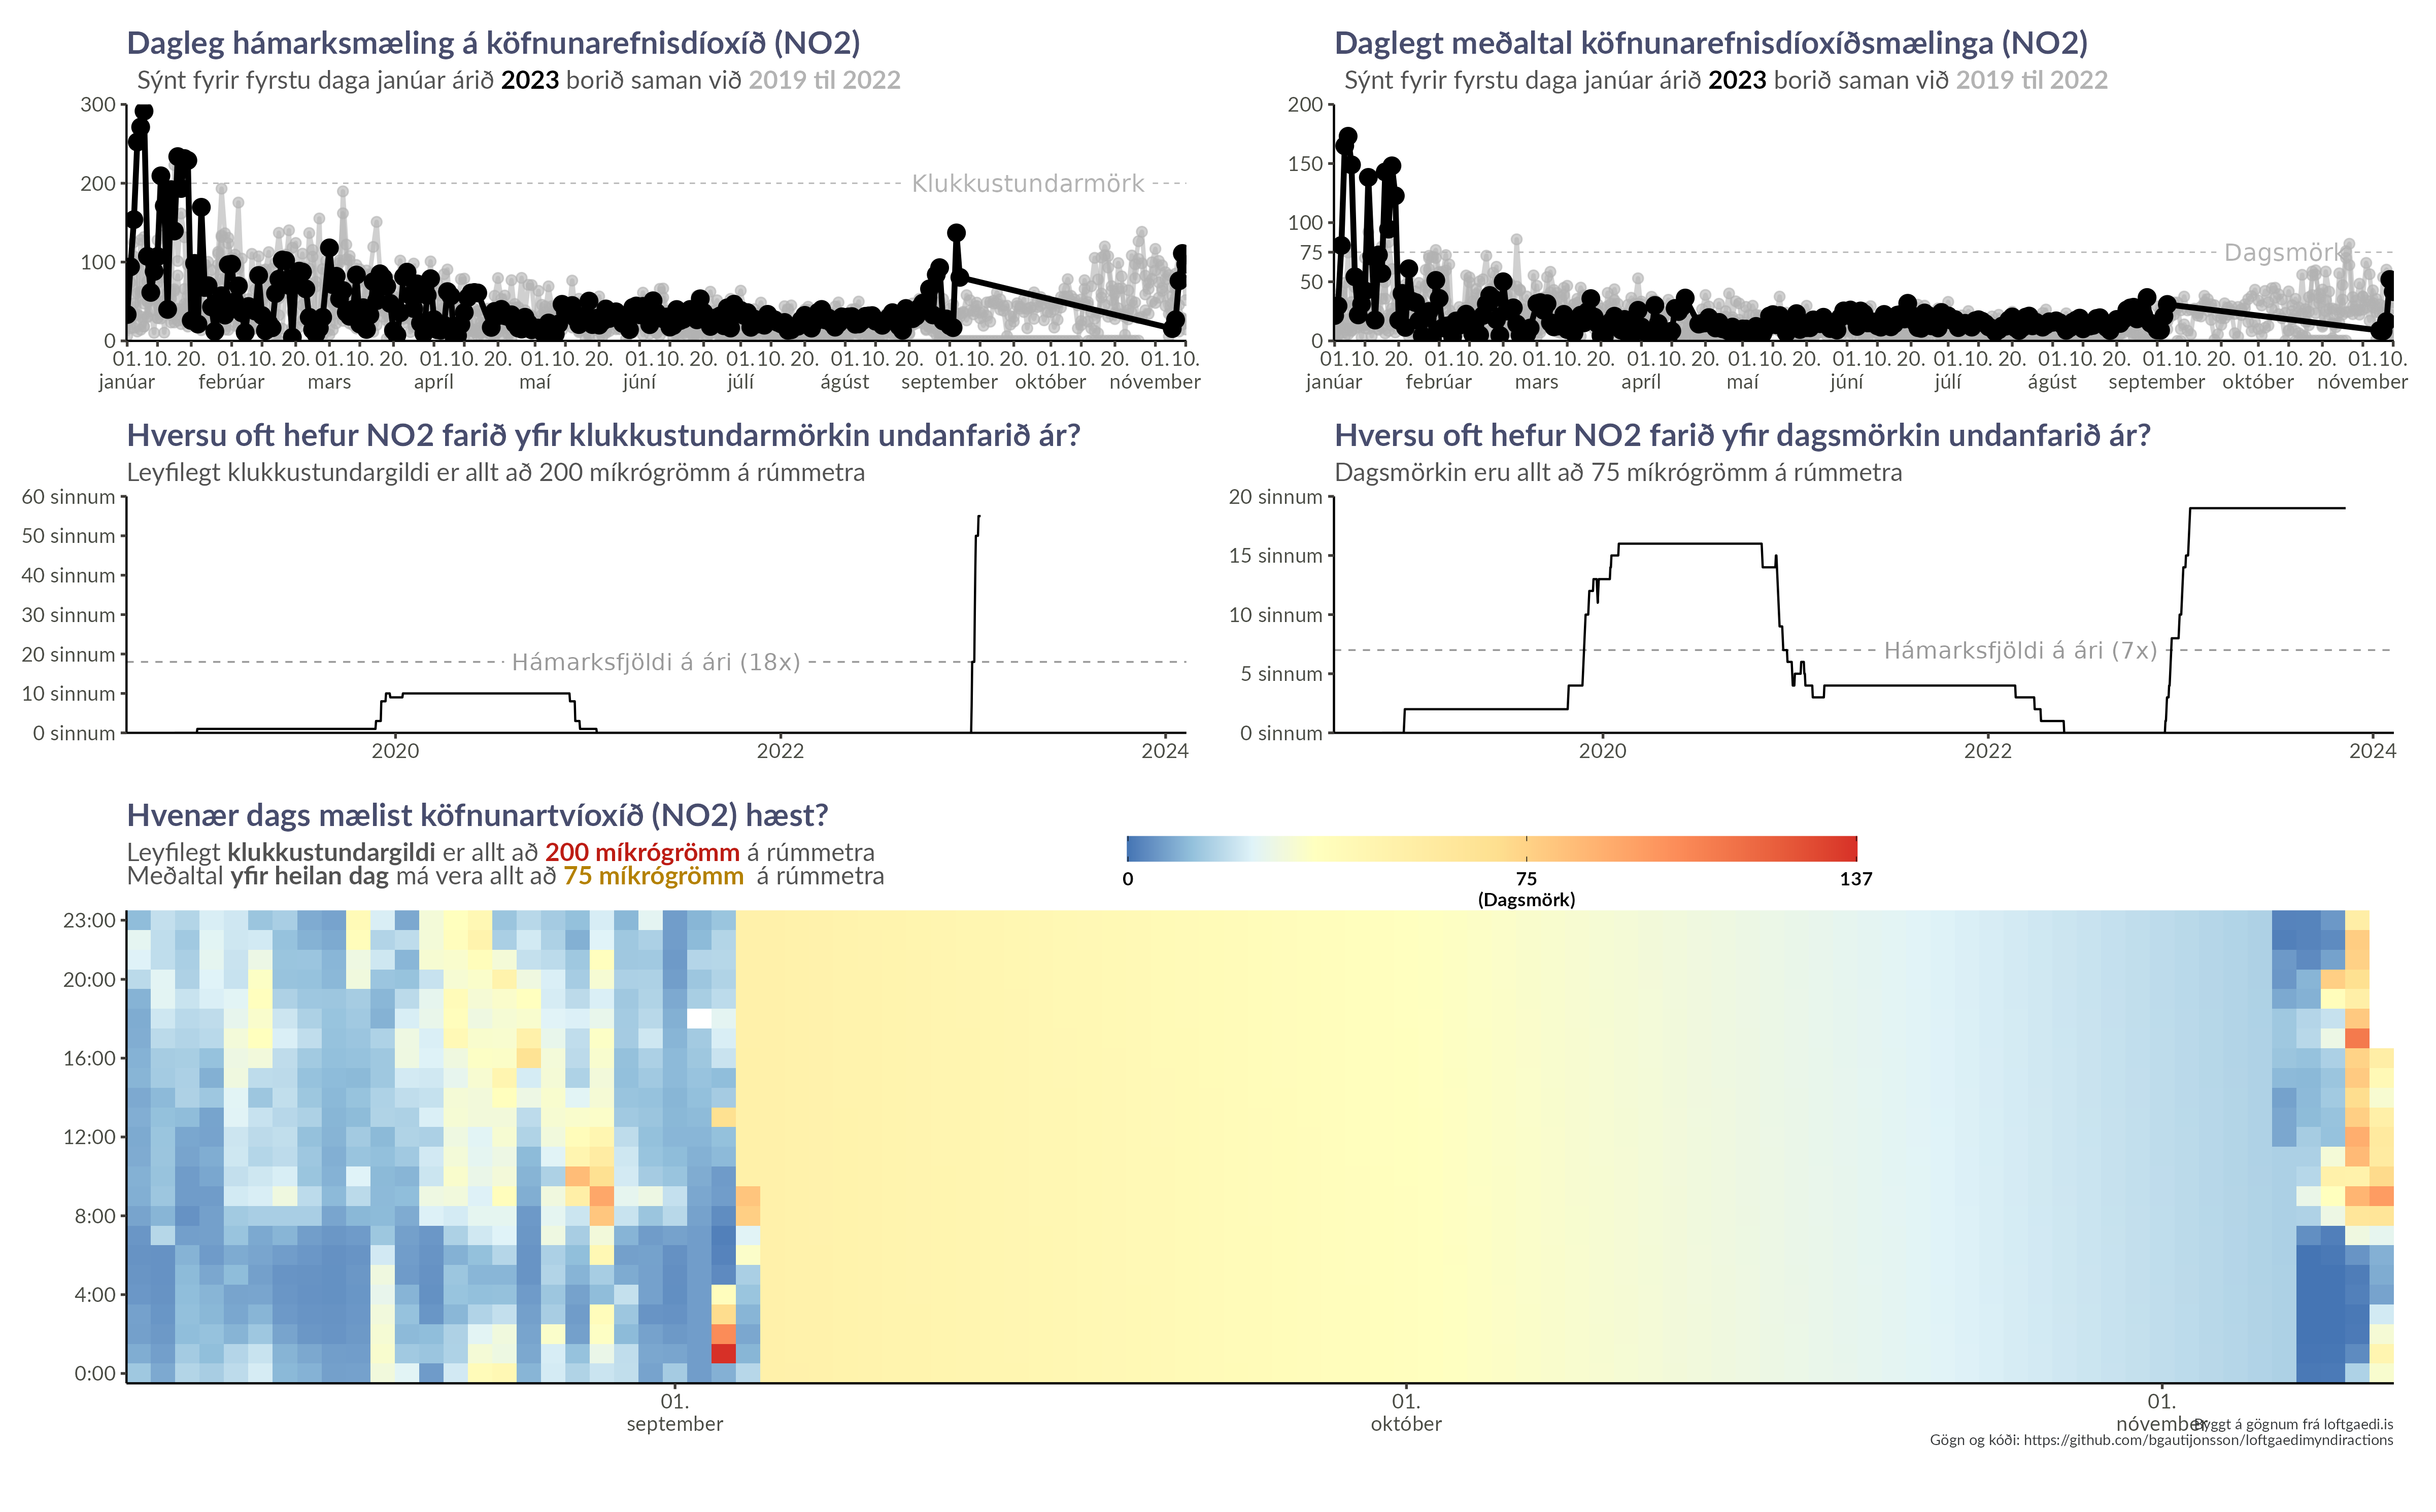 Dagleg hámarksmæling á köfnunarefnisdíoxíð (NO2)
Sýnt fyrir fyrstu daga janúar árið 2023 borið saman við 2019 til 2022
300
200
100
0
Klukkustundarmörk
01. 10. 20. 01. 10. 20. 01. 10. 20. 01. 10. 20. 01. 10. 20. 01. 10. 20. 01. 10. 20. 01. 10. 20. 01. 10. 20. 01. 10. 20. 01. 10.
janúar febrúar mars apríl maí júní júlí ágúst september október nóvember
Daglegt meðaltal köfnunarefnisdíoxíðsmælinga (NO2)
Sýnt fyrir fyrstu daga janúar árið 2023 borið saman við 2019 til 2022
200
150
100
75
50
0
Dagsmörk
01. 10. 20. 01. 10. 20. 01. 10. 20. 01. 10. 20. 01. 10. 20. 01. 10. 20. 01. 10. 20. 01. 10. 20. 01. 10. 20. 01. 10. 20. 01. 10.
janúar febrúar mars apríl maí júní júlí ágúst september október nóvember
Hversu oft hefur NO2 farið yfir klukkustundarmörkin undanfarið ár?
Leyfilegt klukkustundargildi er allt að 200 míkrógrömm á rúmmetra
60 sinnum
50 sinnum
40 sinnum
30 sinnum
20 sinnum
10 sinnum
0 sinnum
Hámarksfjöldi á ári (18x)
2020 2022 2024
Hversu oft hefur NO2 farið yfir dagsmörkin undanfarið ár?
Dagsmörkin eru allt að 75 míkrógrömm á rúmmetra
20 sinnum
15 sinnum
10 sinnum
5 sinnum
0 sinnum
Hámarksfjöldi á ári (7x)
2020 2022 2024
Hvenær dags mælist köfnunartvíoxíð (NO2) hæst?
Leyfilegt klukkustundargildi er allt að 200 míkrógrömm á rúmmetra
Meðaltal yfir heilan dag má vera allt að 75 míkrógrömm á rúmmetra
0 75 137
(Dagsmörk)
23:00
20:00
16:00
12:00
8:00
4:00
0:00
01. 01. 01.
september október nóvember
Byggt á gögnum frá loftgaedi.is
Gögn og kóði: https://github.com/bgautijonsson/loftgaedimyndiractions